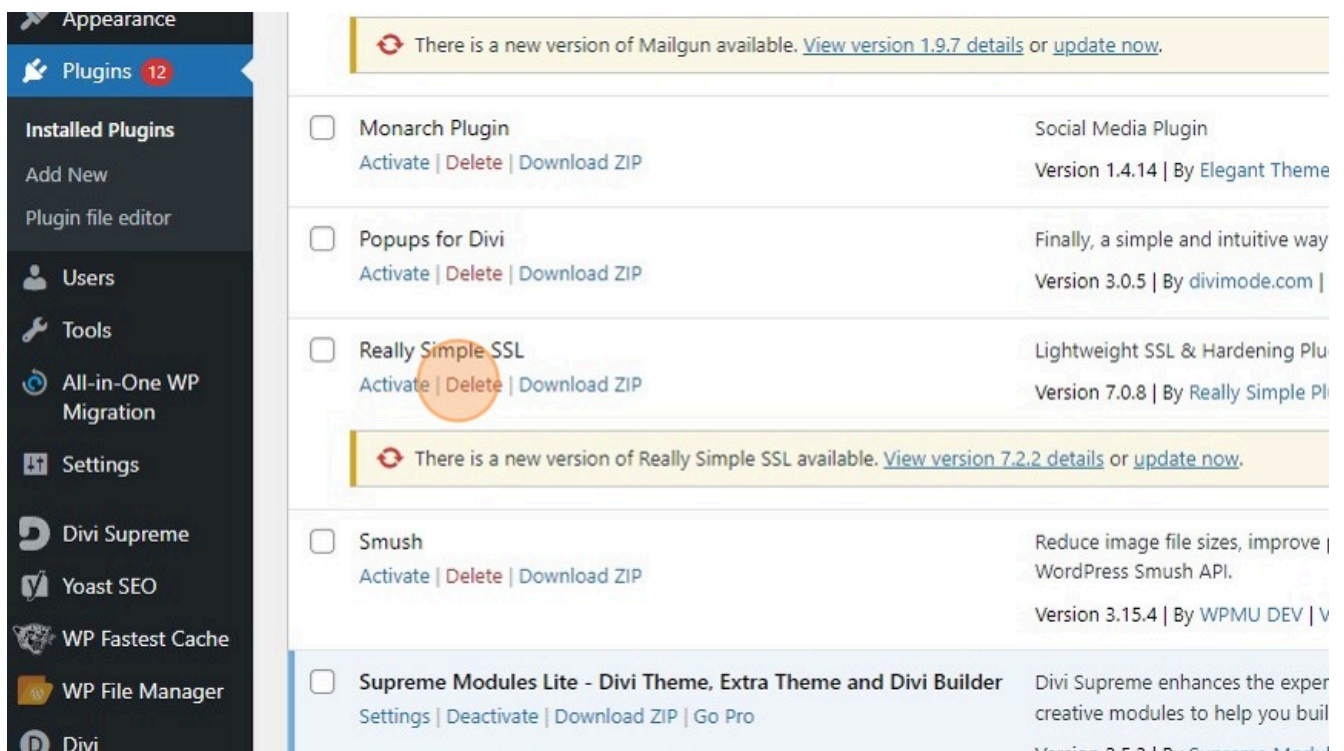 Appearance
Plugins 12
Installed Plugins
Add New
Plugin file editor
Users
Tools
All-in-One WP
Migration
Settings
Divi Supreme
Yoast SEO
WP Fastest Cache
WP File Manager
Divi
There is a new version of Mailgun available. View version 1.9.7 details or update now.
Monarch Plugin
Activate | Delete | Download ZIP
Social Media Plugin
Version 1.4.14 | By Elegant Theme
Popups for Divi
Activate | Delete | Download ZIP
Finally, a simple and intuitive way
Version 3.0.5 | By divimode.com |
Really Simple SSL
Activate | Delete | Download ZIP
Lightweight SSL & Hardening Plu
Version 7.0.8 | By Really Simple Pl
There is a new version of Really Simple SSL available. View version 7.2.2 details or update now.
Smush
Activate | Delete | Download ZIP
Reduce image file sizes, improve
WordPress Smush API.
Version 3.15.4 | By WPMU DEV | V
Supreme Modules Lite - Divi Theme, Extra Theme and Divi Builder
Settings | Deactivate | Download ZIP | Go Pro
Divi Supreme enhances the exper
creative modules to help you buil